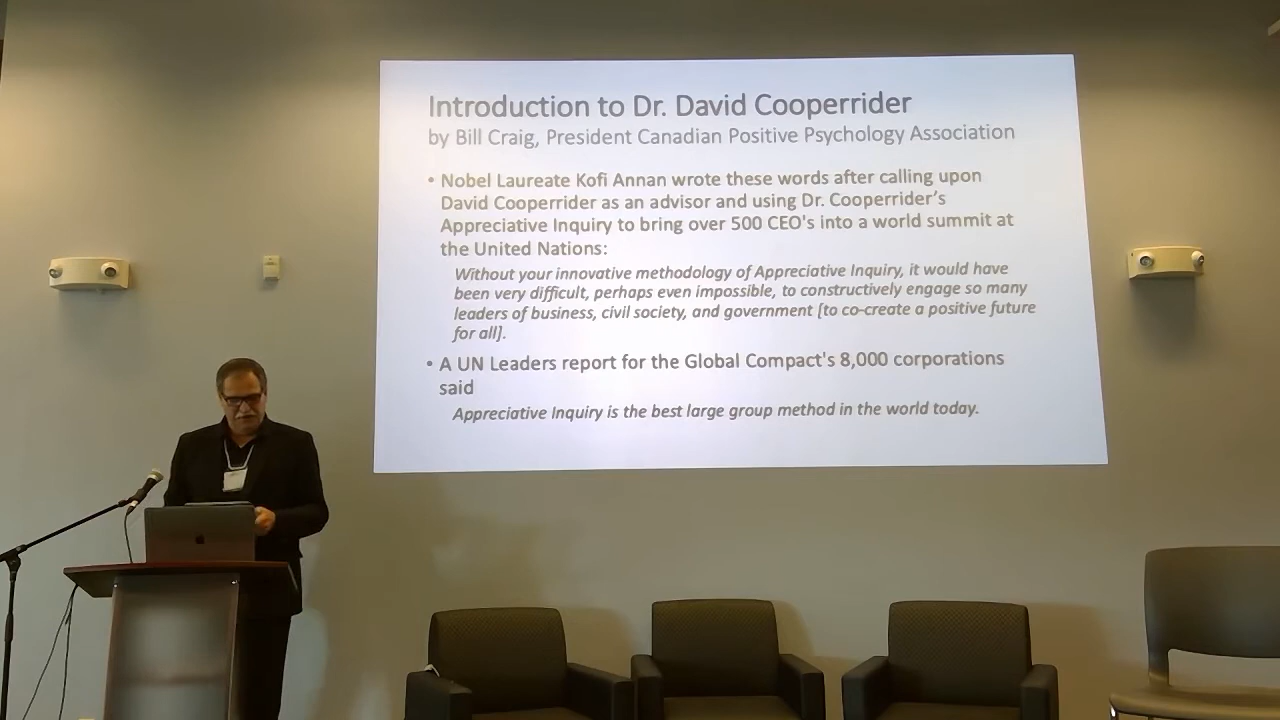 Introduction to Dr. David Cooperrider
by Bill Craig, President Canadian Positive Psychology Association
• Nobel Laureate Kofi Annan wrote these words after calling upon
David Cooperrider as an advisor and using Dr. Cooperrider's
Appreciative Inquiry to bring over 500 CEO's into a world summit at
the United Nations:
Without your innovative methodology of Appreciative Inquiry, it would have
been very difficult, perhaps even impossible, to constructively engage so many
leaders of business, civil society, and government [to co-create a positive future
for all].
• A UN Leaders report for the Global Compact's 8,000 corporations
said
Appreciative Inquiry is the best large group method in the world today.